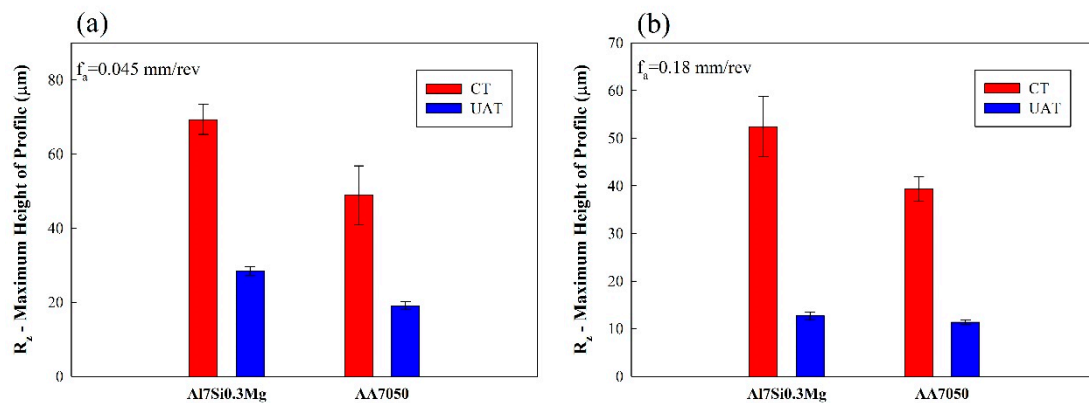 (a)
f_a=0.045 mm/rev
CT
UAT
R_z - Maximum Height of Profile (μm)
80
60
40
20
0
Al7Si0.3Mg
AA7050
(b)
f_a=0.18 mm/rev
CT
UAT
R_z - Maximum Height of Profile (μm)
70
60
50
40
30
20
10
0
Al7Si0.3Mg
AA7050